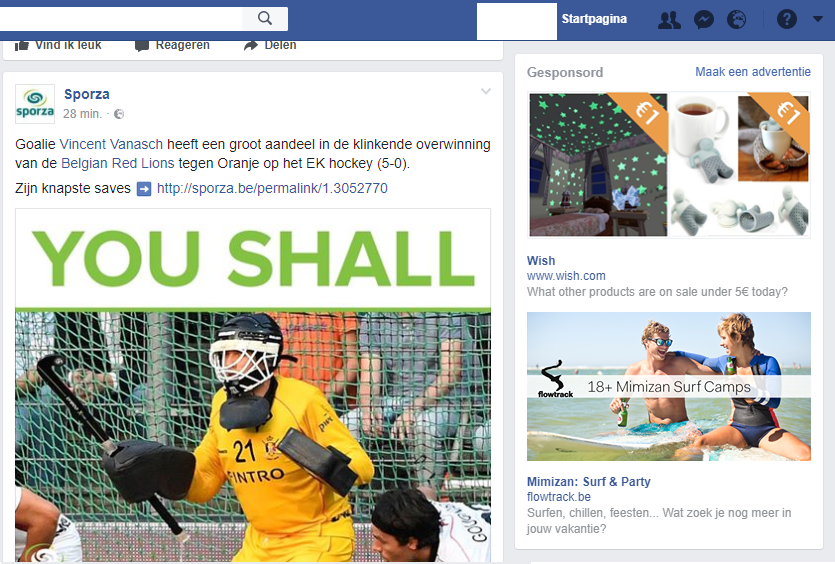 Startpagina
Vind ik leuk Reageren Delen
Sporza
sporza
28 min.
Goalie Vincent Vanasch heeft een groot aandeel in de klinkende overwinning
van de Belgian Red Lions tegen Oranje op het EK hockey (5-0).
Zijn knapste saves ➡ http://sporza.be/permalink/1.3052770
YOU SHALL
21
FINTRO
Gesponsord Maak een advertentie
€1 €1
Wish
www.wish.com
What other products are on sale under 5€ today?
flowtrack
18+ Mimizan Surf Camps
Mimizan: Surf & Party
flowtrack.be
Surfen, chillen, feesten... Wat zoek je nog meer in
jouw vakantie?